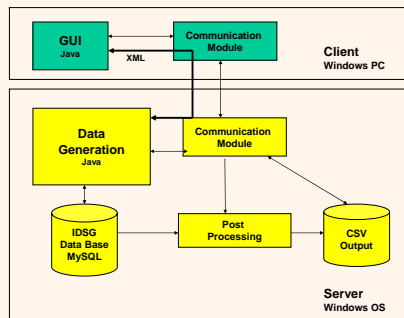 GUI
Java
XML
Communication
Module
Client
Windows PC
Data
Generation
Java
Communication
Module
IDSG
Data Base
MySQL
Post
Processing
CSV
Output
Server
Windows OS